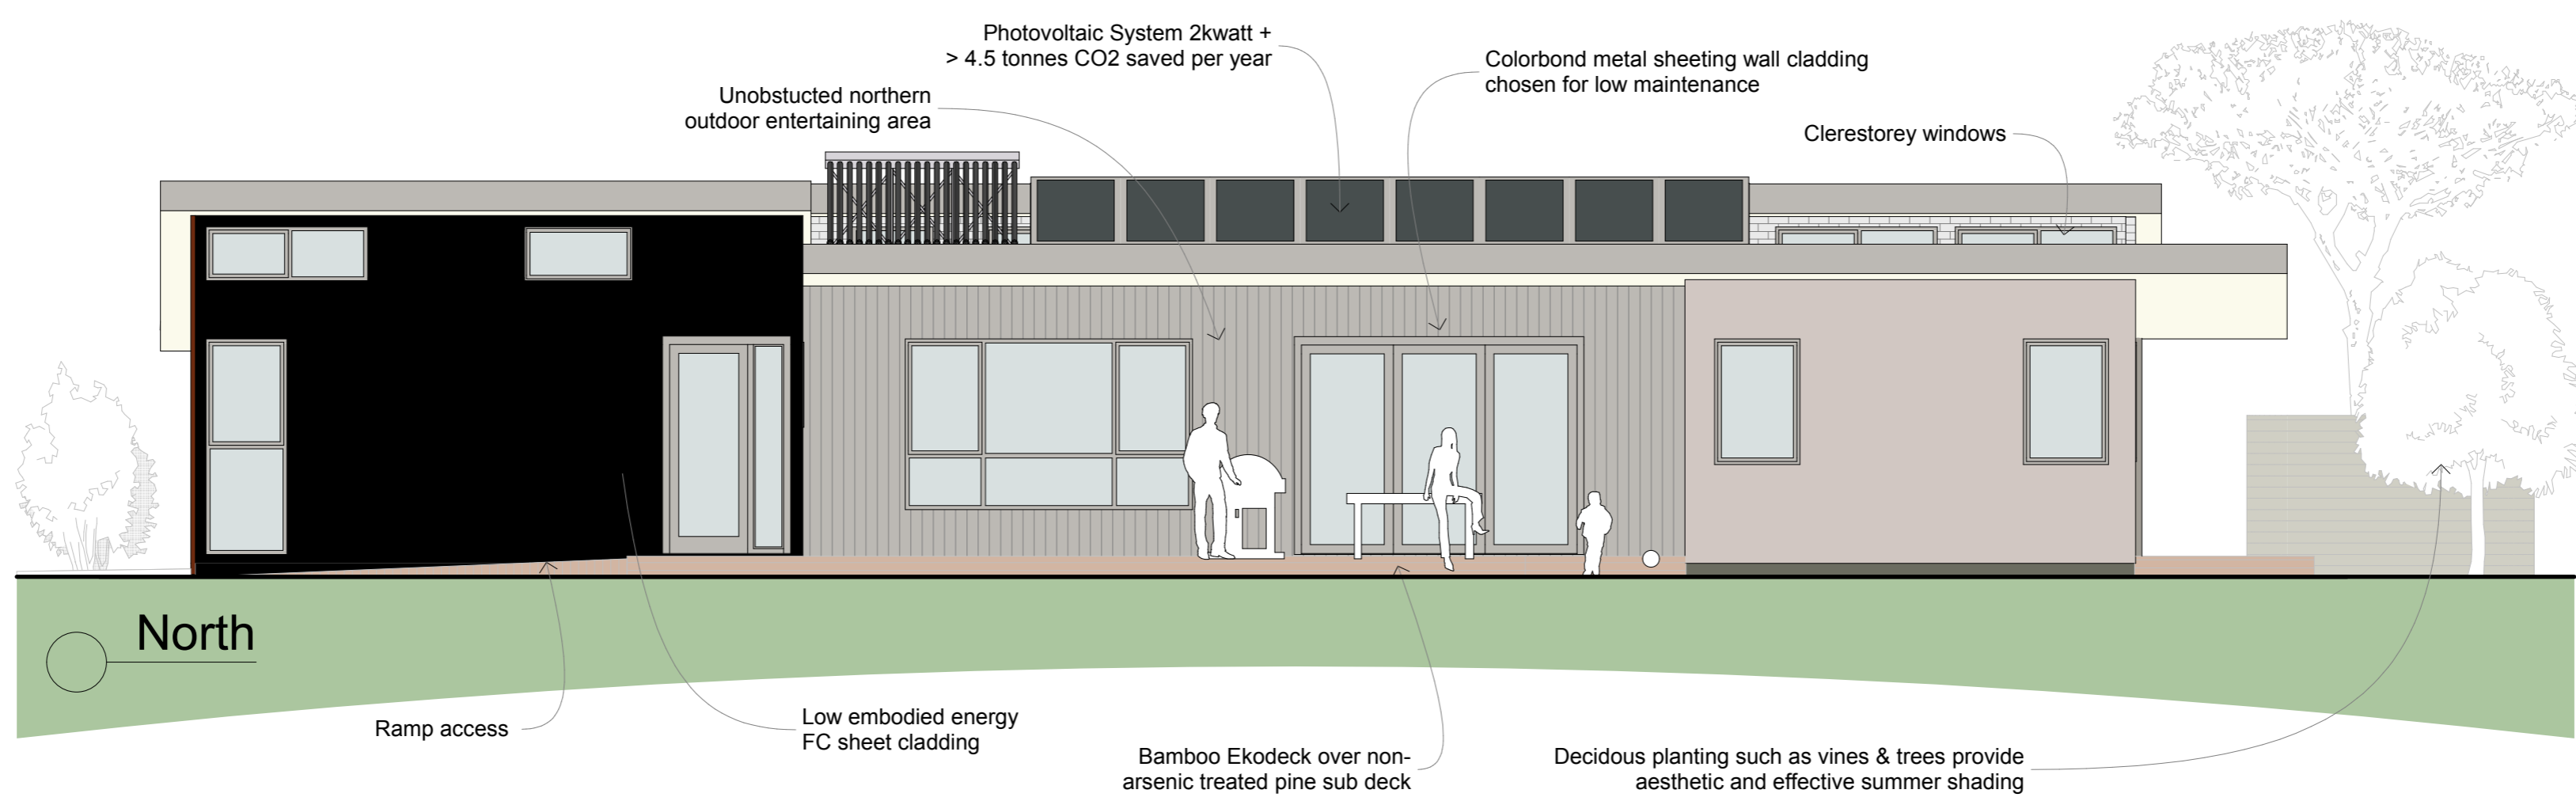 Photovoltaic System 2kwatt +
> 4.5 tonnes CO2 saved per year
Colorbond metal sheeting wall cladding
chosen for low maintenance
Unobstucted northern
outdoor entertaining area
Clerestorey windows
North
Ramp access
Low embodied energy
FC sheet cladding
Bamboo Ekodeck over non-
arsenic treated pine sub deck
Decidous planting such as vines & trees provide
aesthetic and effective summer shading